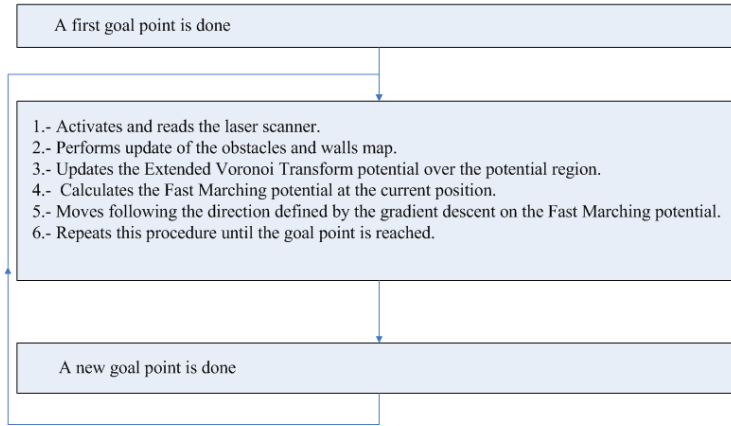 A first goal point is done
1.- Activates and reads the laser scanner.
2.- Performs update of the obstacles and walls map.
3.- Updates the Extended Voronoi Transform potential over the potential region.
4.-  Calculates the Fast Marching potential at the current position.
5.- Moves following the direction defined by the gradient descent on the Fast Marching potential.
6.- Repeats this procedure until the goal point is reached.
A new goal point is done